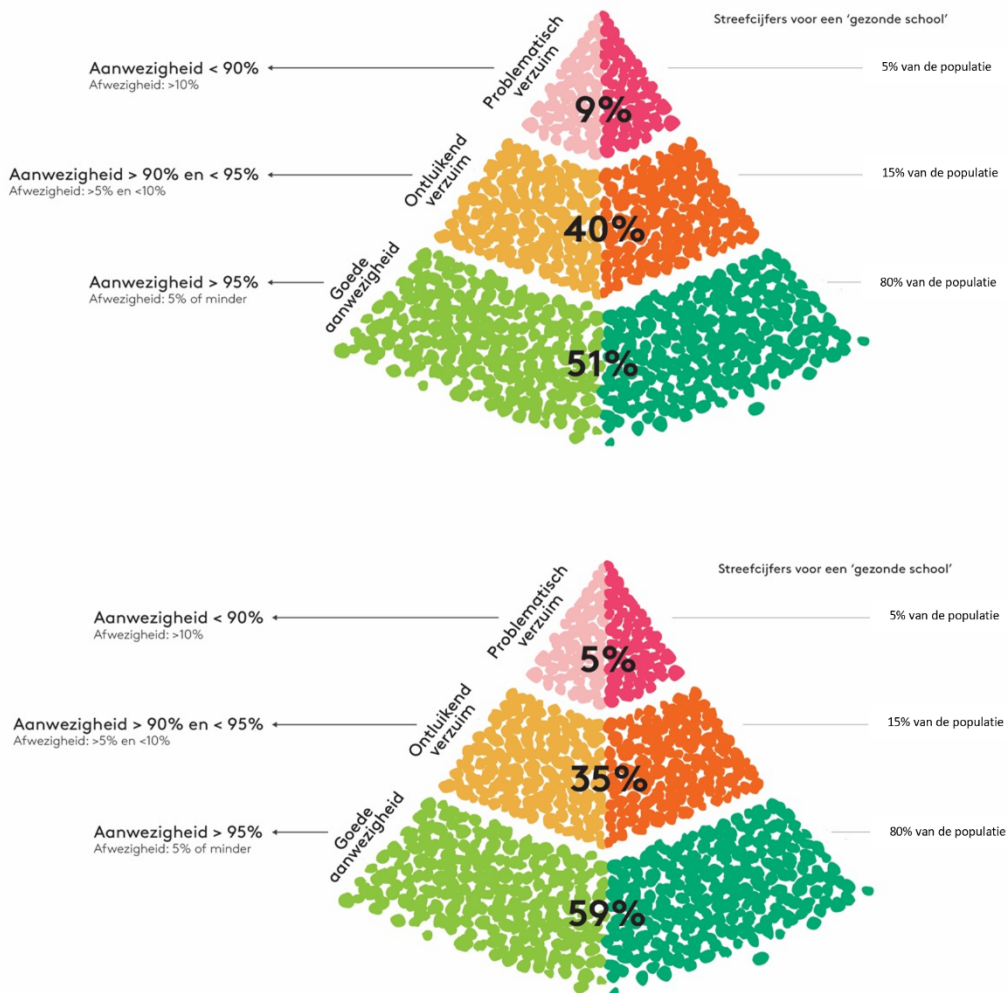 Streefcijfers voor een ‘gezonde school’
Problematisch
verzuim
Aanwezigheid < 90%
Afwezigheid: >10%
5% van de populatie
9%
Ontluikend
verzuim
Aanwezigheid > 90% en < 95%
Afwezigheid: >5% en <10%
15% van de populatie
40%
Goede
aanwezigheid
Aanwezigheid > 95%
Afwezigheid: 5% of minder
80% van de populatie
51%
Streefcijfers voor een ‘gezonde school’
Problematisch
verzuim
Aanwezigheid < 90%
Afwezigheid: >10%
5% van de populatie
5%
Ontluikend
verzuim
Aanwezigheid > 90% en < 95%
Afwezigheid: >5% en <10%
15% van de populatie
35%
Goede
aanwezigheid
Aanwezigheid > 95%
Afwezigheid: 5% of minder
80% van de populatie
59%